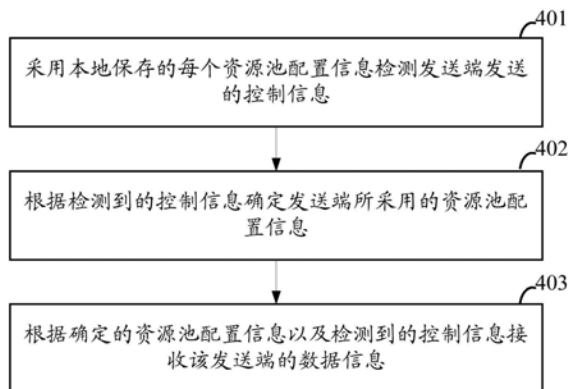 401
采用本地保存的每个资源池配置信息检测发送端发送
的控制信息
402
根据检测到的控制信息确定发送端所采用的资源池配
置信息
403
根据确定的资源池配置信息以及检测到的控制信息接
收该发送端的数据信息